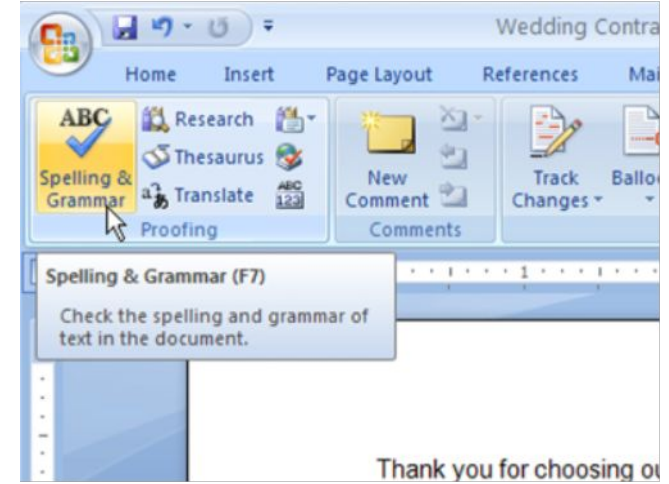 Wedding Contra
Home Insert Page Layout References Mai
ABC Research
Spelling & Thesaurus New Track Balloo
Grammar Translate ABC 123 Comment Changes
Proofing Comments
Spelling & Grammar (F7)
1
Check the spelling and grammar of
text in the document.
Thank you for choosing ou